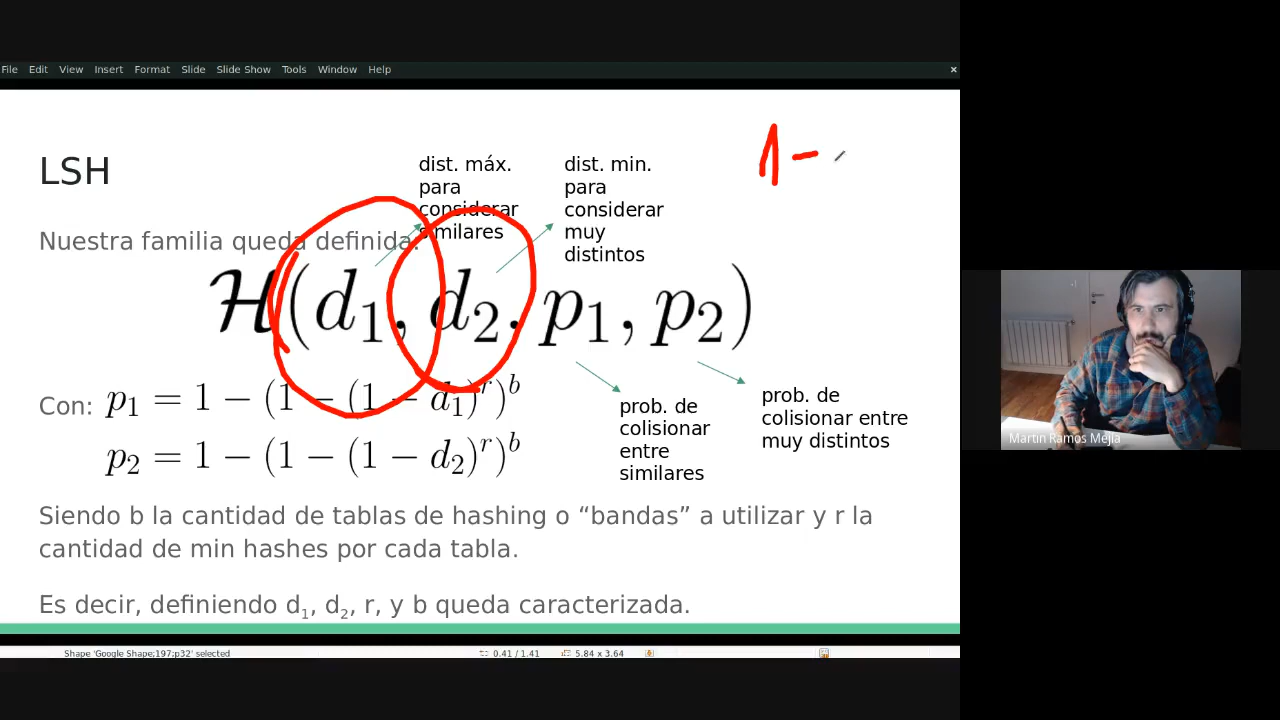 File Edit View Insert Format Slide Slide Show Tools Window Help ×
1 -
LSH
dist. máx.
para
considerar
similares
dist. min.
para
considerar
muy
distintos
Nuestra familia queda definida:
H(d₁, d₂, p₁, p₂)
Con: p₁ = 1 − (1 − (1 − d₁)ʳ)ᵇ
p₂ = 1 − (1 − (1 − d₂)ʳ)ᵇ
prob. de
colisionar
entre
similares
prob. de
colisionar entre
muy distintos
Siendo b la cantidad de tablas de hashing o “bandas” a utilizar y r la
cantidad de min hashes por cada tabla.
Es decir, definiendo d₁, d₂, r, y b queda caracterizada.
Shape 'Google Shape;197;p32' selected 0.41 / 1.41 5.84 x 3.64
Martin Ramos Mejia